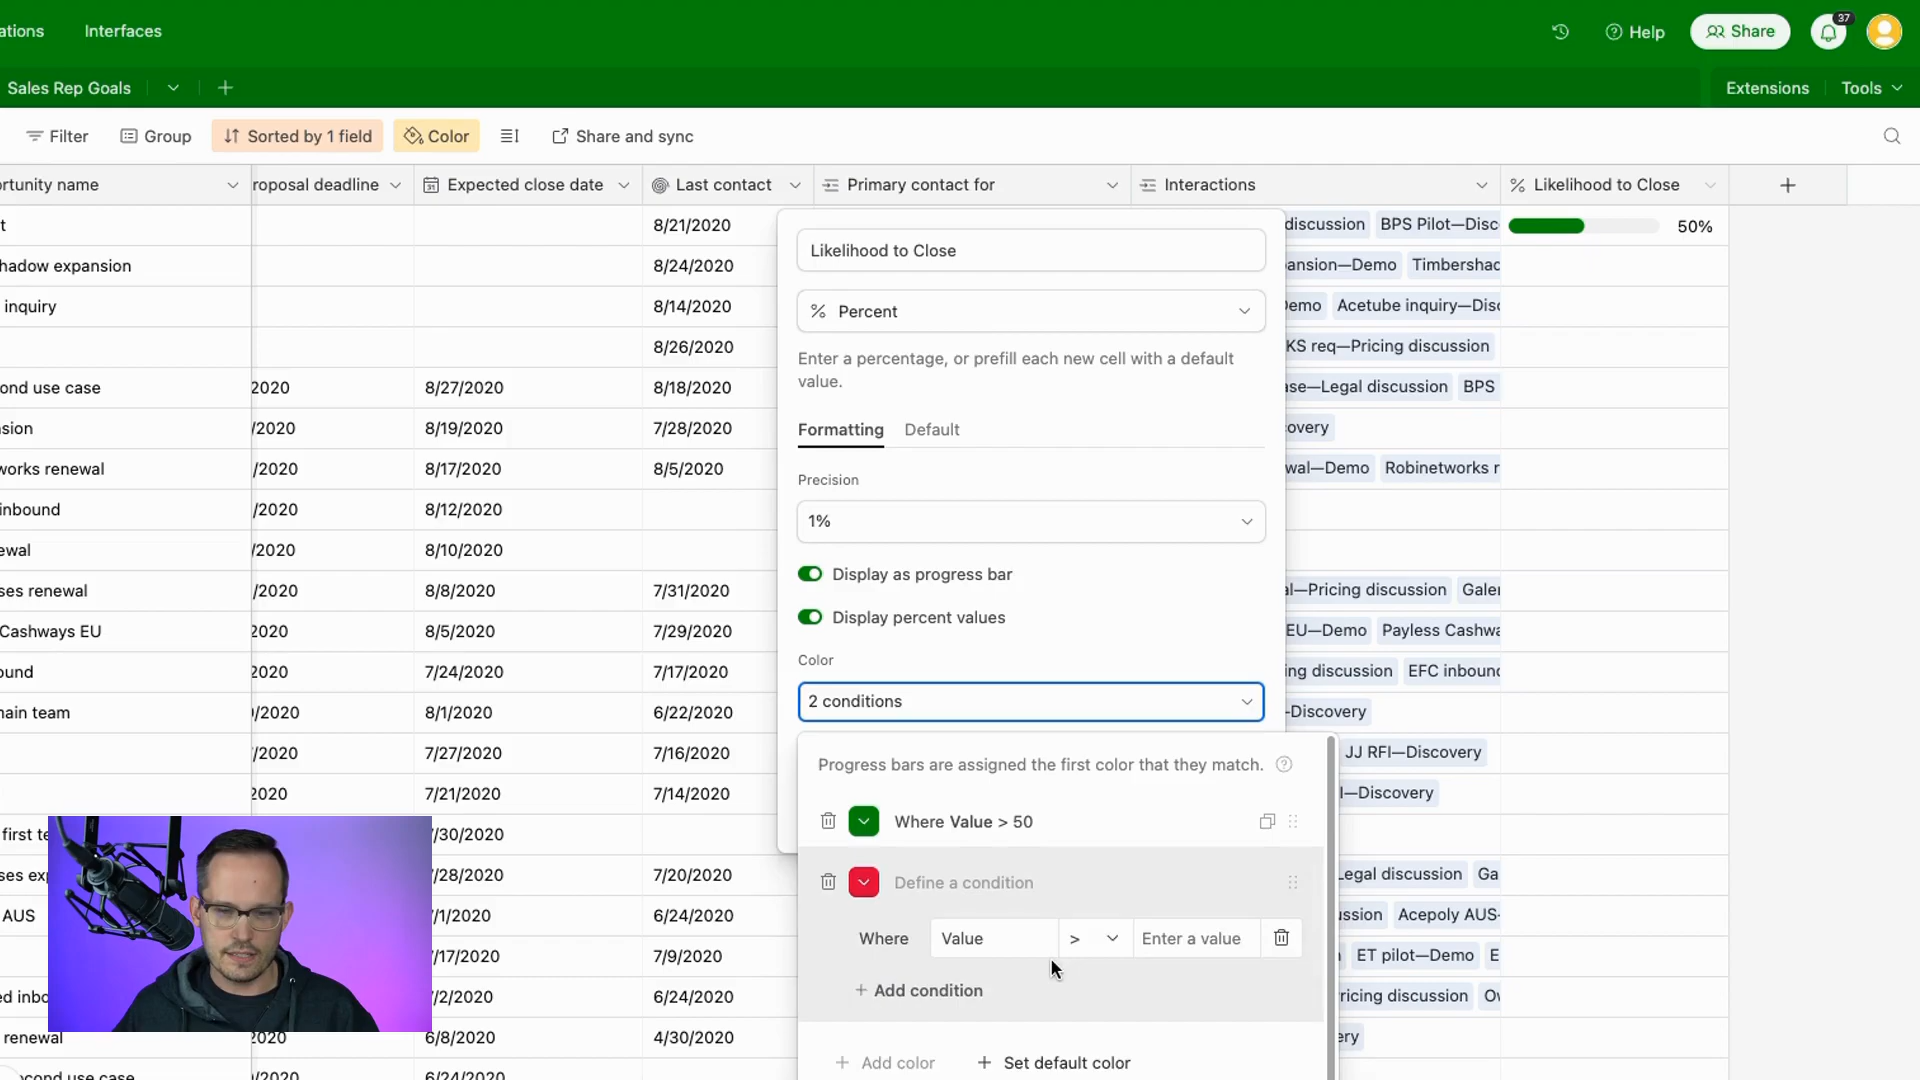 ations
Interfaces
Help
Share
37
Sales Rep Goals
Extensions
Tools
Filter
Group
Sorted by 1 field
Color
Share and sync
rtunity name
roposal deadline
Expected close date
Last contact
Primary contact for
Interactions
Likelihood to Close
t
8/21/2020
discussion
BPS Pilot—Disc
50%
hadow expansion
8/24/2020
ansion—Demo
Timbershac
inquiry
8/14/2020
Demo
Acetube inquiry—Disc
8/26/2020
KS req—Pricing discussion
ond use case
2020
8/27/2020
8/18/2020
ase—Legal discussion
BPS
sion
/2020
8/19/2020
7/28/2020
overy
works renewal
/2020
8/17/2020
8/5/2020
wal—Demo
Robinetworks r
inbound
/2020
8/12/2020
ewal
/2020
8/10/2020
ses renewal
/2020
8/8/2020
7/31/2020
al—Pricing discussion
Galer
Cashways EU
2020
8/5/2020
7/29/2020
EU—Demo
Payless Cashwa
ound
/2020
7/24/2020
7/17/2020
ing discussion
EFC inbound
main team
/2020
8/1/2020
6/22/2020
-Discovery
/2020
7/27/2020
7/16/2020
JJ RFI—Discovery
2020
7/21/2020
7/14/2020
I—Discovery
first te
/30/2020
ses exp
/28/2020
7/20/2020
Legal discussion
Ga
AUS
/1/2020
6/24/2020
ussion
Acepoly AUS-
/17/2020
7/9/2020
ET pilot—Demo
E
ed inbo
/2/2020
6/24/2020
ricing discussion
Ov
renewal
2020
6/8/2020
4/30/2020
ery
econd use case
/2020
6/24/2020
Likelihood to Close
Percent
Enter a percentage, or prefill each new cell with a default
value.
Formatting
Default
Precision
1%
Display as progress bar
Display percent values
Color
2 conditions
Progress bars are assigned the first color that they match.
Where Value > 50
Define a condition
Where
Value
>
Enter a value
+ Add condition
+ Add color
+ Set default color